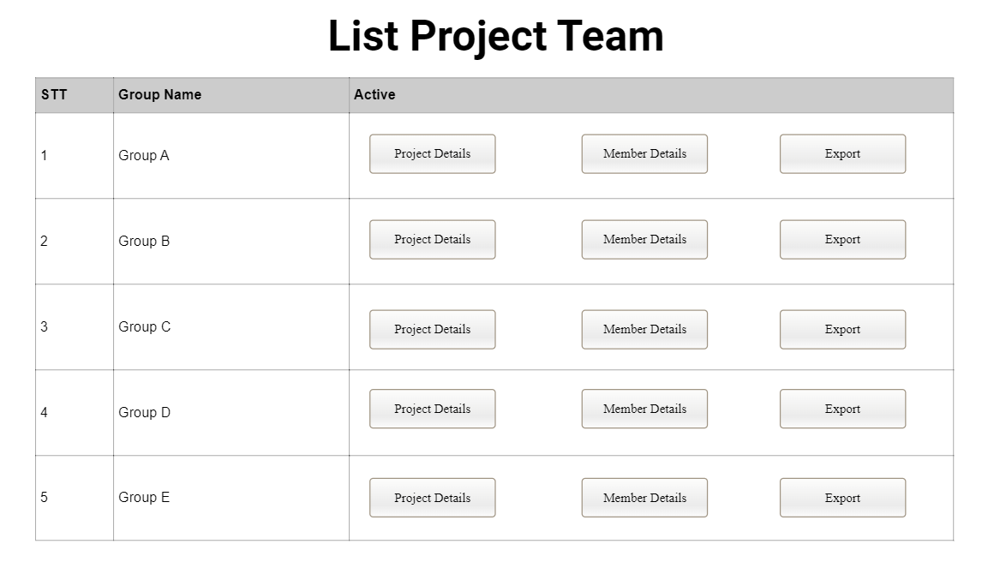 List Project Team
STT Group Name Active
1 Group A Project Details Member Details Export
2 Group B Project Details Member Details Export
3 Group C Project Details Member Details Export
4 Group D Project Details Member Details Export
5 Group E Project Details Member Details Export